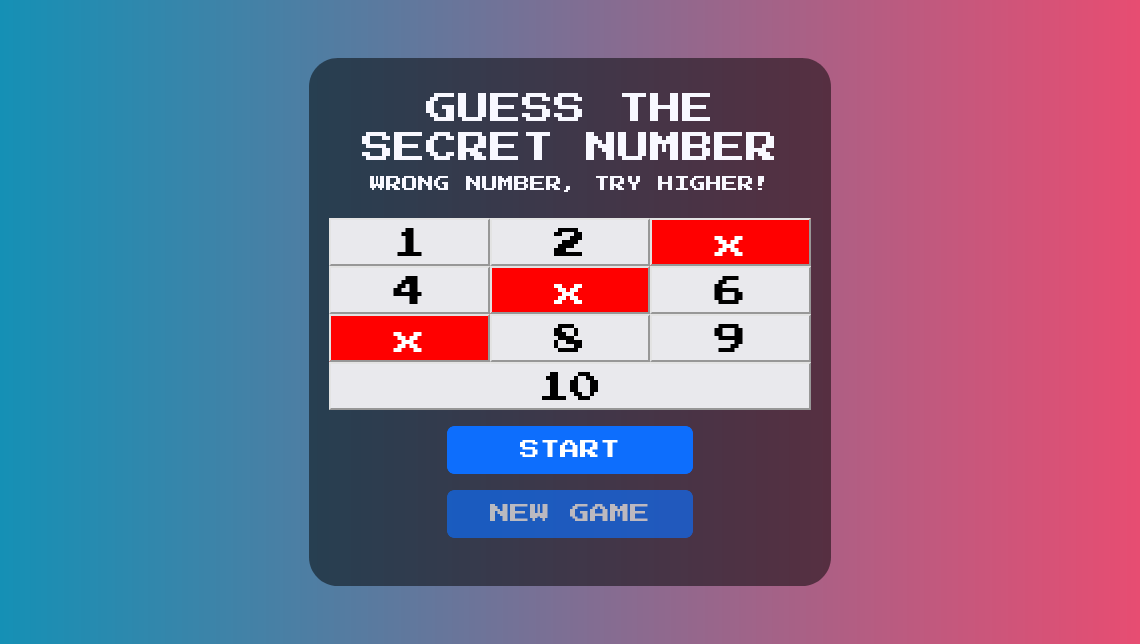 GUESS THE
SECRET NUMBER
WRONG NUMBER, TRY HIGHER!
1 2 x
4 x 6
x 8 9
10
START
NEW GAME